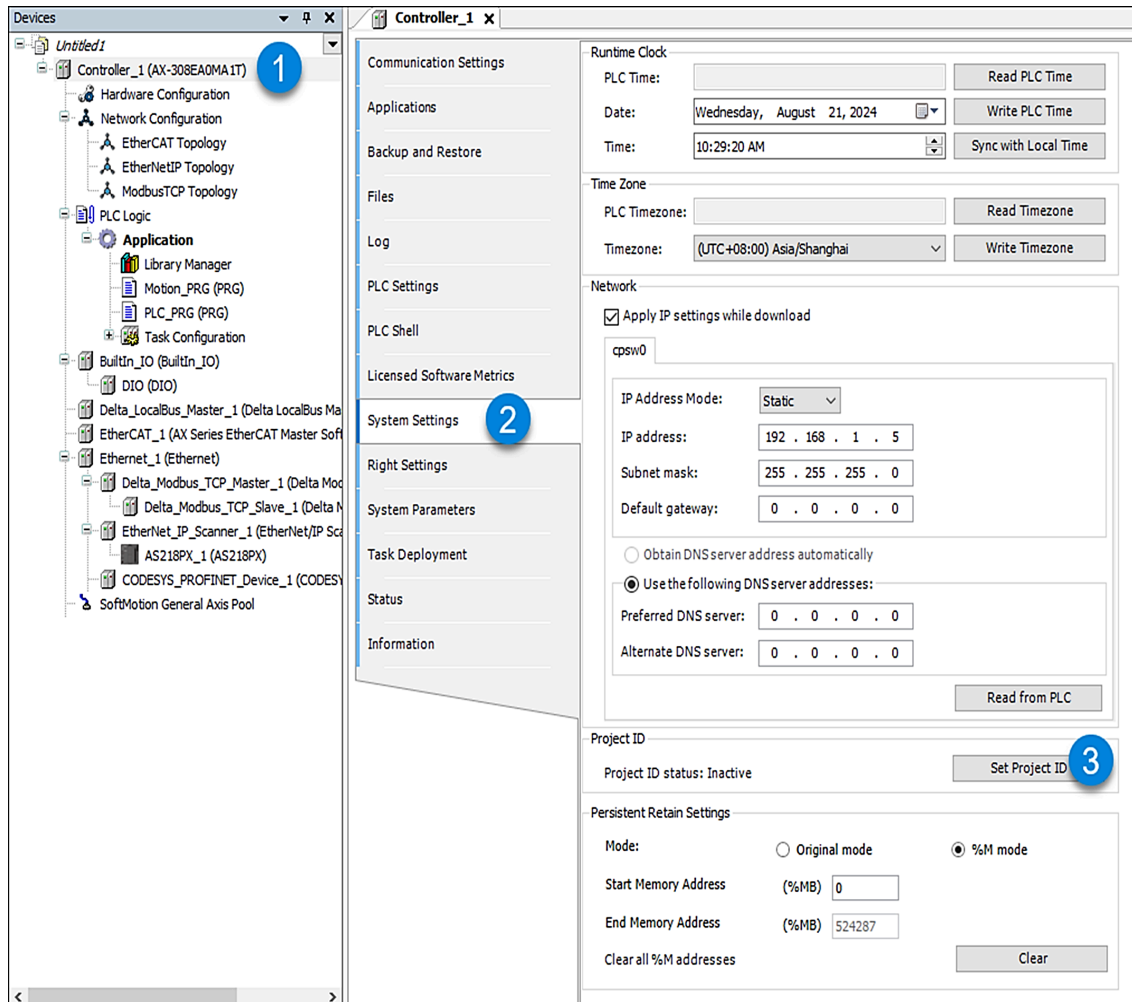 Devices
Untitled1
Controller_1 (AX-308EA0MA1T)
1
Hardware Configuration
Network Configuration
EtherCAT Topology
EtherNetIP Topology
ModbusTCP Topology
PLC Logic
Application
Library Manager
Motion_PRG (PRG)
PLC_PRG (PRG)
Task Configuration
BuiltIn_IO (BuiltIn_IO)
DIO (DIO)
Delta_LocalBus_Master_1 (Delta LocalBus Ma
EtherCAT_1 (AX Series EtherCAT Master Soft
Ethernet_1 (Ethernet)
Delta_Modbus_TCP_Master_1 (Delta Mod
Delta_Modbus_TCP_Slave_1 (Delta M
EtherNet_IP_Scanner_1 (EtherNet/IP Sca
AS218PX_1 (AS218PX)
CODESYS_PROFINET_Device_1 (CODESY
SoftMotion General Axis Pool
Controller_1
Communication Settings
Applications
Backup and Restore
Files
Log
PLC Settings
PLC Shell
Licensed Software Metrics
System Settings
2
Right Settings
System Parameters
Task Deployment
Status
Information
Runtime Clock
PLC Time: Read PLC Time
Date: Wednesday, August 21, 2024 Write PLC Time
Time: 10:29:20 AM Sync with Local Time
Time Zone
PLC Timezone: Read Timezone
Timezone: (UTC+08:00) Asia/Shanghai Write Timezone
Network
Apply IP settings while download
cpsw0
IP Address Mode: Static
IP address: 192 . 168 . 1 . 5
Subnet mask: 255 . 255 . 255 . 0
Default gateway: 0 . 0 . 0 . 0
Obtain DNS server address automatically
Use the following DNS server addresses:
Preferred DNS server: 0 . 0 . 0 . 0
Alternate DNS server: 0 . 0 . 0 . 0
Read from PLC
Project ID
Project ID status: Inactive Set Project ID
3
Persistent Retain Settings
Mode: Original mode %M mode
Start Memory Address (%MB) 0
End Memory Address (%MB) 524287
Clear all %M addresses Clear